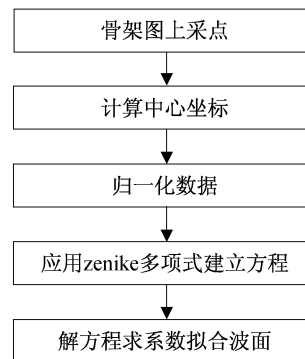 骨架图上采点
计算中心坐标
归一化数据
应用zenike多项式建立方程
解方程求系数拟合波面